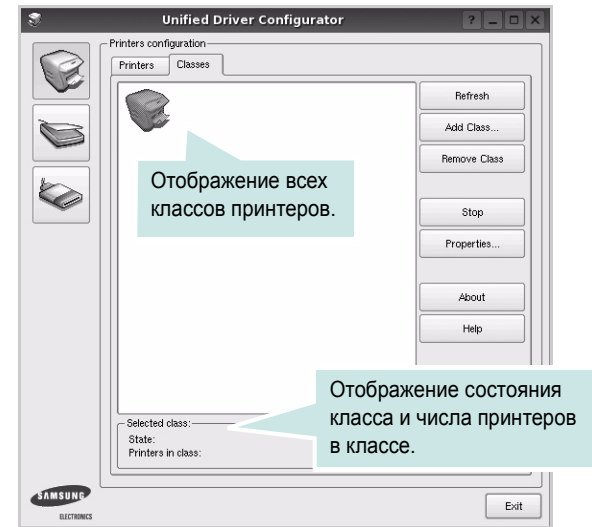 Unified Driver Configurator
Printers configuration
Printers Classes
Refresh
Add Class...
Remove Class
Отображение всех
классов принтеров.
Stop
Properties...
About
Help
Отображение состояния
класса и числа принтеров
в классе.
Selected class:
State:
Printers in class:
SAMSUNG
ELECTRONICS
Exit